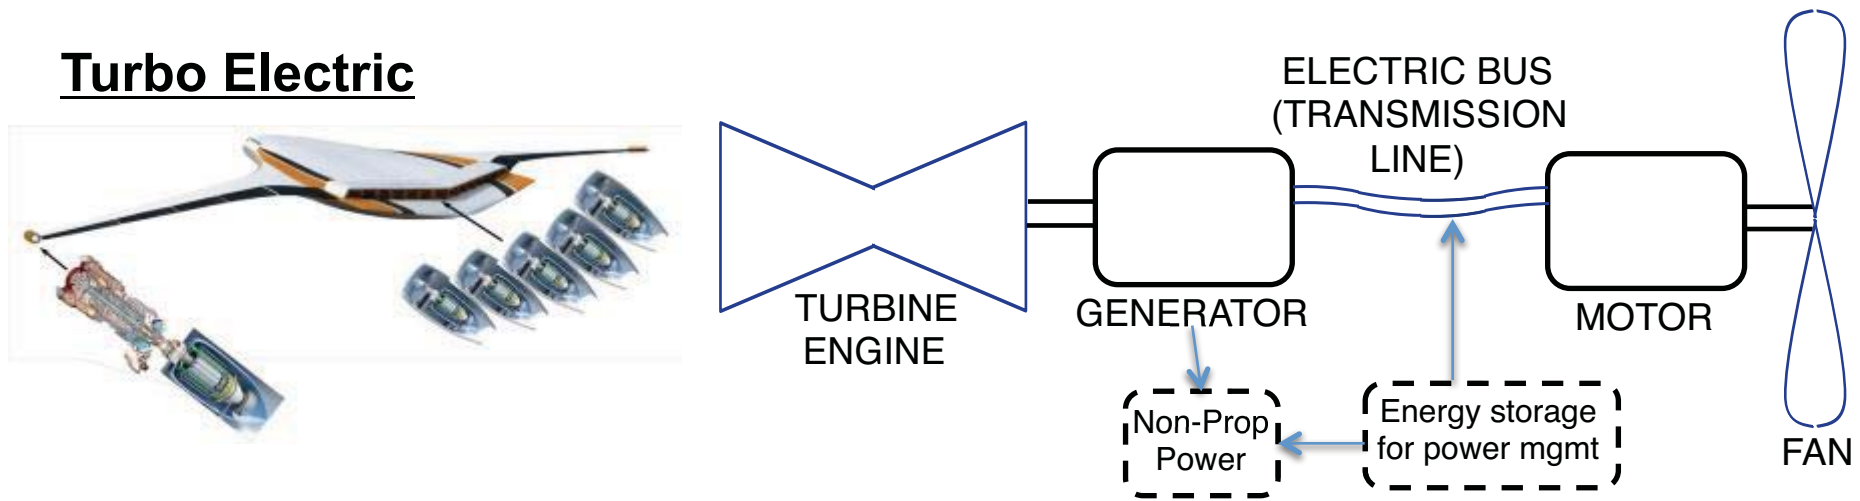 Turbo Electric
ELECTRIC BUS
(TRANSMISSION
LINE)
TURBINE
ENGINE
GENERATOR
MOTOR
Non-Prop
Power
Energy storage
for power mgmt
FAN